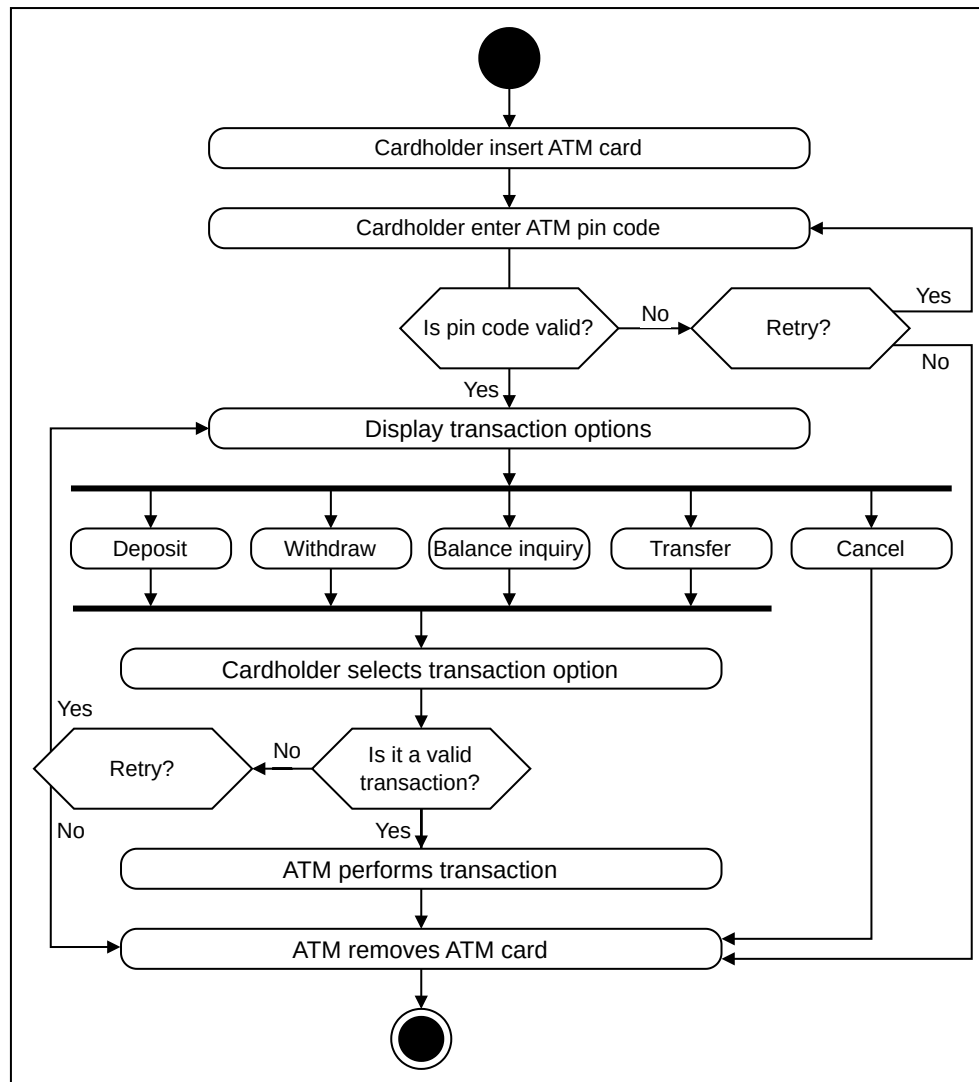 Cardholder insert ATM card
Cardholder enter ATM pin code
Is pin code valid?
No
Retry?
Yes
No
Yes
Display transaction options
Deposit
Withdraw
Balance inquiry
Transfer
Cancel
Cardholder selects transaction option
Yes
Retry?
No
Is it a valid
transaction?
No
Yes
ATM performs transaction
ATM removes ATM card